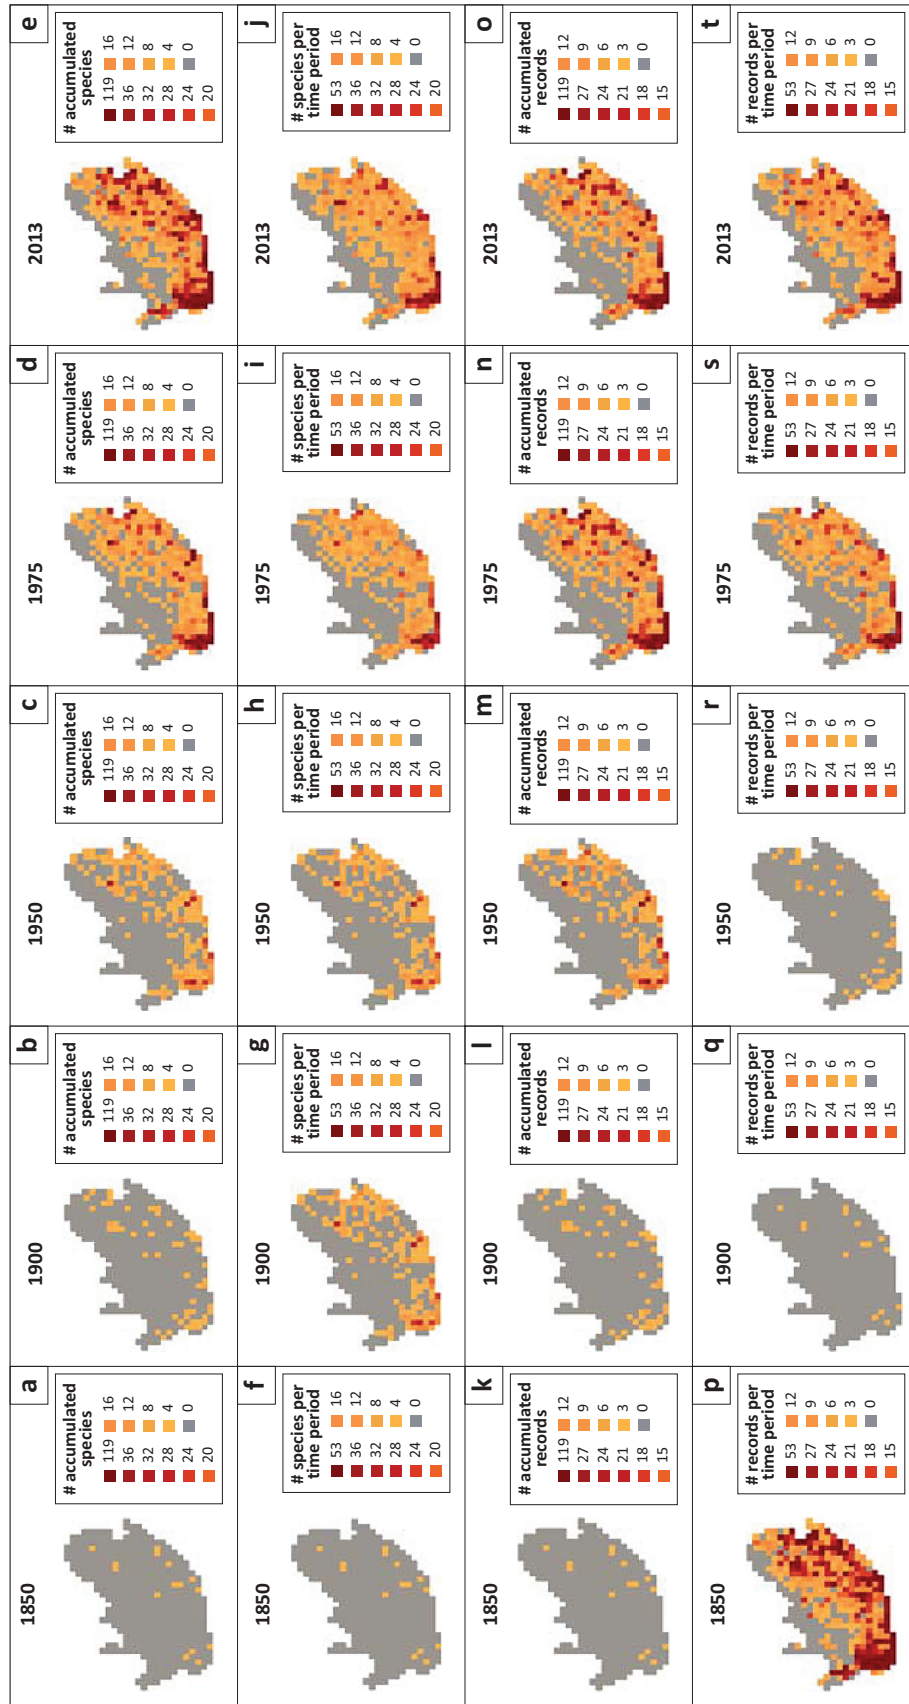 a
1850
# accumulated
species
119 16
36 12
32 8
28 4
24 0
20
b
1900
# accumulated
species
119 16
36 12
32 8
28 4
24 0
20
c
1950
# accumulated
species
119 16
36 12
32 8
28 4
24 0
20
d
1975
# accumulated
species
119 16
36 12
32 8
28 4
24 0
20
e
2013
# accumulated
species
119 16
36 12
32 8
28 4
24 0
20
f
1850
# species per
time period
53 16
36 12
32 8
28 4
24 0
20
g
1900
# species per
time period
53 16
36 12
32 8
28 4
24 0
20
h
1950
# species per
time period
53 16
36 12
32 8
28 4
24 0
20
i
1975
# species per
time period
53 16
36 12
32 8
28 4
24 0
20
j
2013
# species per
time period
53 16
36 12
32 8
28 4
24 0
20
k
1850
# accumulated
records
119 12
27 9
24 6
21 3
18 0
15
l
1900
# accumulated
records
119 12
27 9
24 6
21 3
18 0
15
m
1950
# accumulated
records
119 12
27 9
24 6
21 3
18 0
15
n
1975
# accumulated
records
119 12
27 9
24 6
21 3
18 0
15
o
2013
# accumulated
records
119 12
27 9
24 6
21 3
18 0
15
p
1850
# records per
time period
53 12
27 9
24 6
21 3
18 0
15
q
1900
# records per
time period
53 12
27 9
24 6
21 3
18 0
15
r
1950
# records per
time period
53 12
27 9
24 6
21 3
18 0
15
s
1975
# records per
time period
53 12
27 9
24 6
21 3
18 0
15
t
2013
# records per
time period
53 12
27 9
24 6
21 3
18 0
15